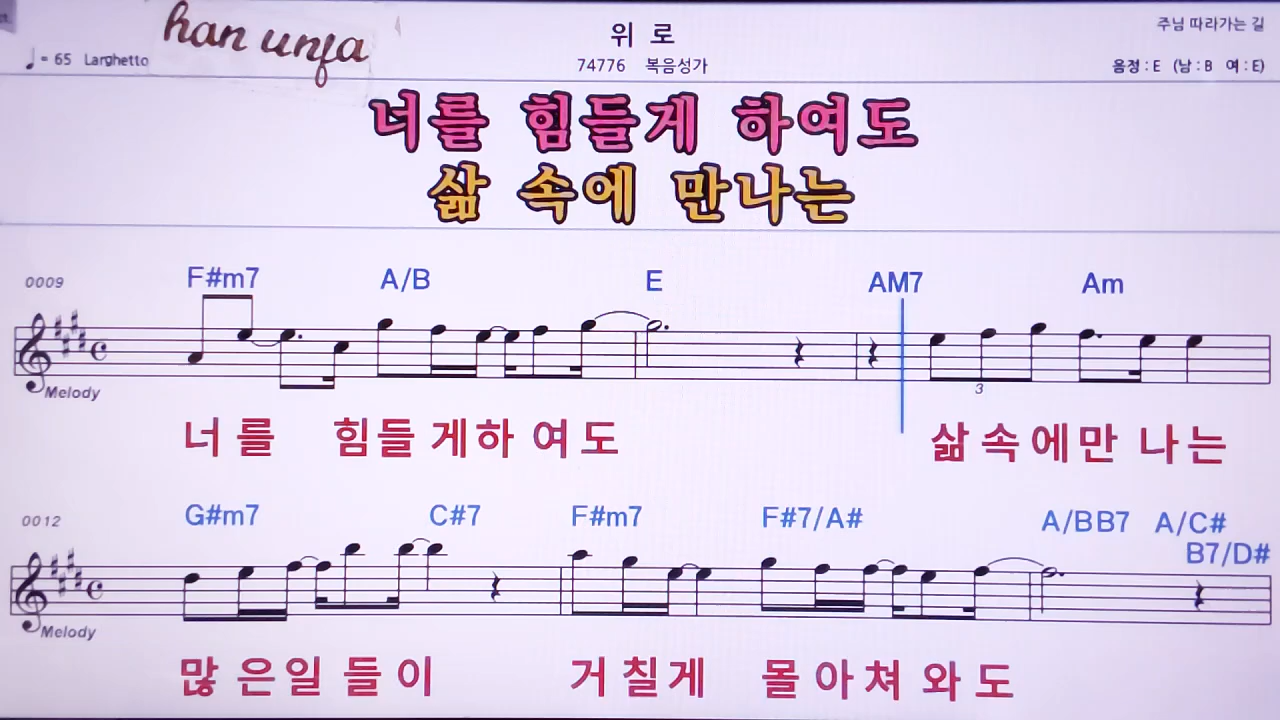 han unfa
위 로
주님 따라가는 길
♩ = 65 Larghetto
74776 복음성가
음정 : E (남 : B 여 : E)
너를 힘들게 하여도
삶 속에 만나는
0009 F#m7 A/B E AM7 Am
3
Melody
너 를 힘들 게하 여도 삶속에만 나는
0012 G#m7 C#7 F#m7 F#7/A# A/B B7 A/C#
B7/D#
Melody
많 은일 들이 거칠게 몰아쳐 와도